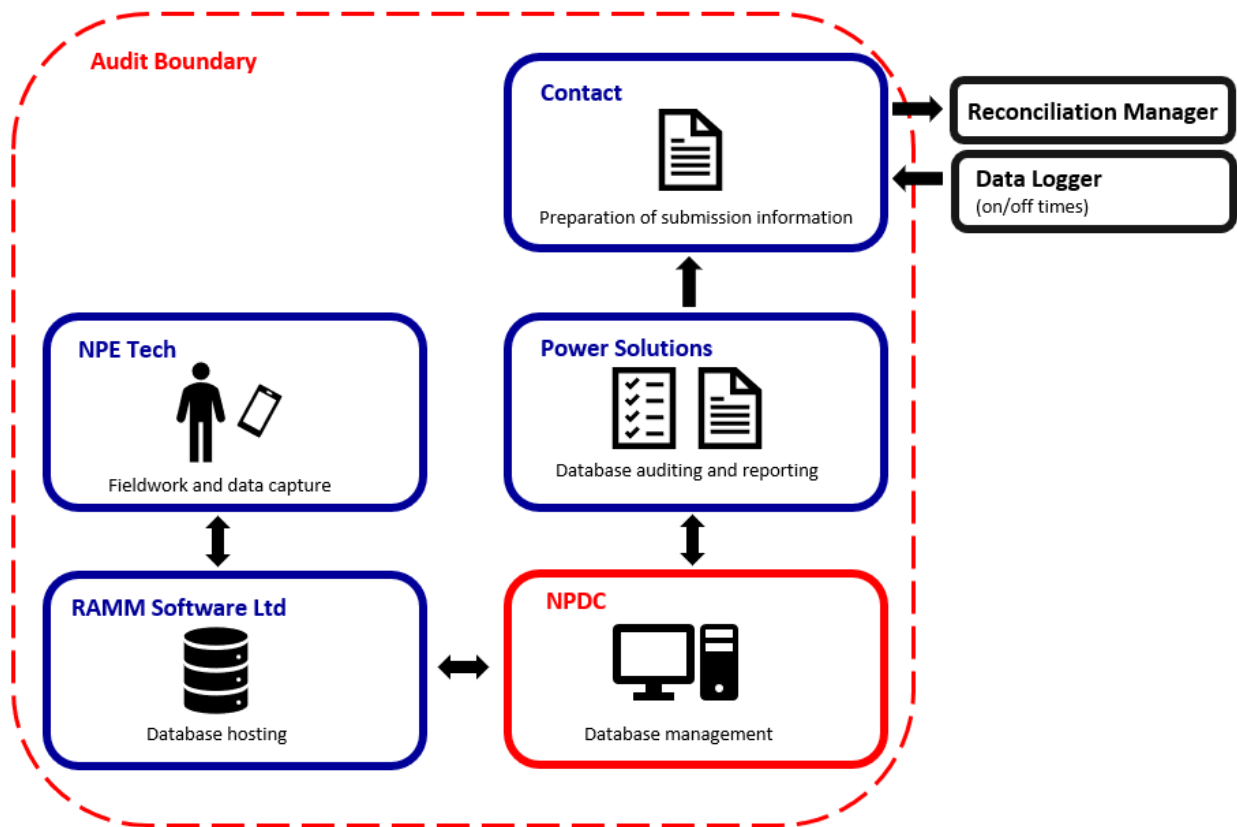 Audit Boundary
Contact
Preparation of submission information
Reconciliation Manager
Data Logger
(on/off times)
NPE Tech
Fieldwork and data capture
Power Solutions
Database auditing and reporting
RAMM Software Ltd
Database hosting
NPDC
Database management